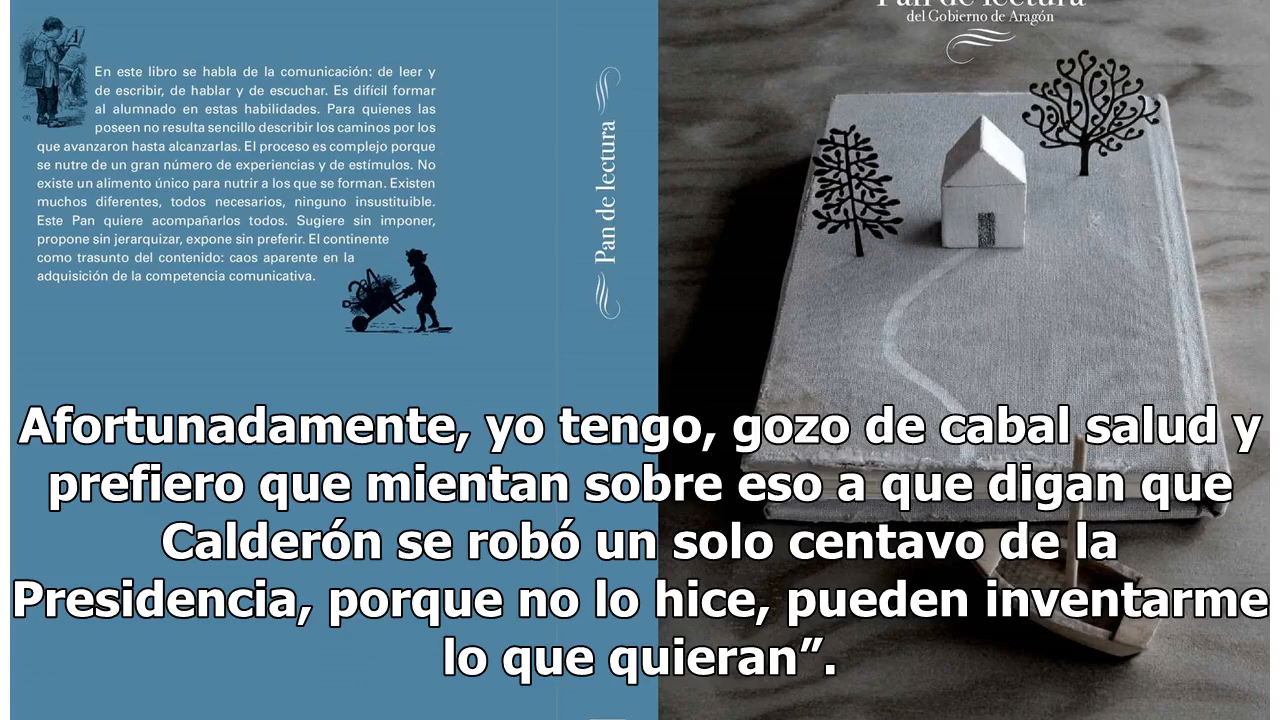 En este libro se habla de la comunicación: de leer y
de escribir, de hablar y de escuchar. Es difícil formar
al alumnado en estas habilidades. Para quienes las
poseen no resulta sencillo describir los caminos por los
que avanzaron hasta alcanzarlas. El proceso es complejo porque
se nutre de un gran número de experiencias y de estímulos. No
existe un alimento único para nutrir a los que se forman. Existen
muchos diferentes, todos necesarios, ninguno insustituible.
Este Pan quiere acompañarlos todos. Sugiere sin imponer,
propone sin jerarquizar, expone sin preferir. El continente
como trasunto del contenido: caos aparente en la
adquisición de la competencia comunicativa.
Pan de lectura
Pan de lectura
del Gobierno de Aragón
Afortunadamente, yo tengo, gozo de cabal salud y
prefiero que mientan sobre eso a que digan que
Calderón se robó un solo centavo de la
Presidencia, porque no lo hice, pueden inventarme
lo que quieran”.